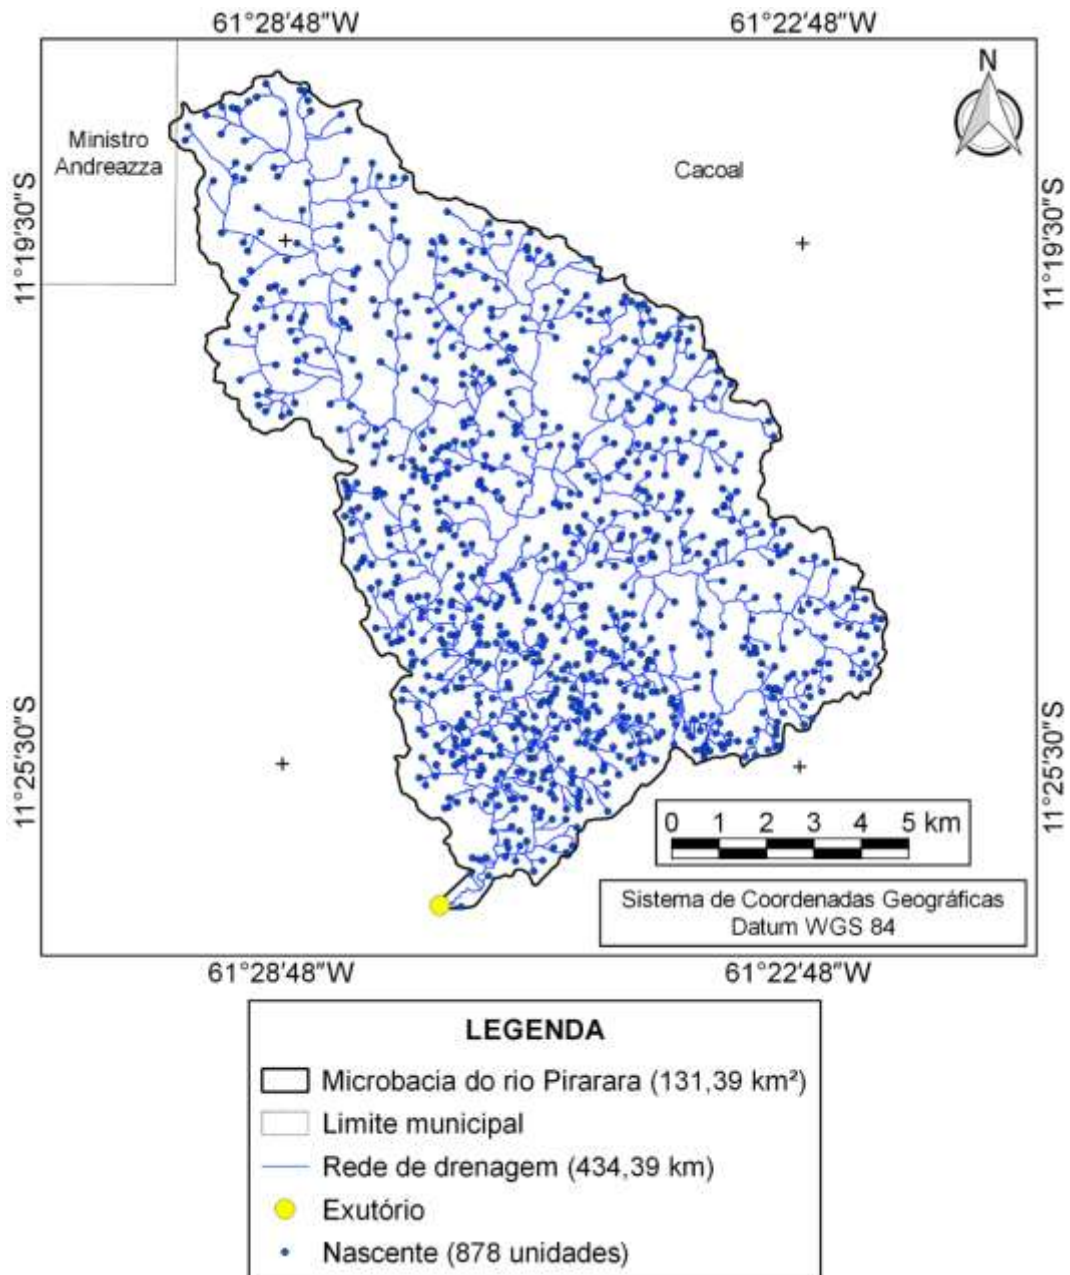 61°28'48"W 61°22'48"W
N
Ministro
Andreazza
Cacoal
11°19'30"S 11°19'30"S
11°25'30"S 11°25'30"S
0 1 2 3 4 5 km
Sistema de Coordenadas Geográficas
Datum WGS 84
61°28'48"W 61°22'48"W
LEGENDA
Microbacia do rio Pirarara (131,39 km²)
Limite municipal
Rede de drenagem (434,39 km)
Exutório
Nascente (878 unidades)